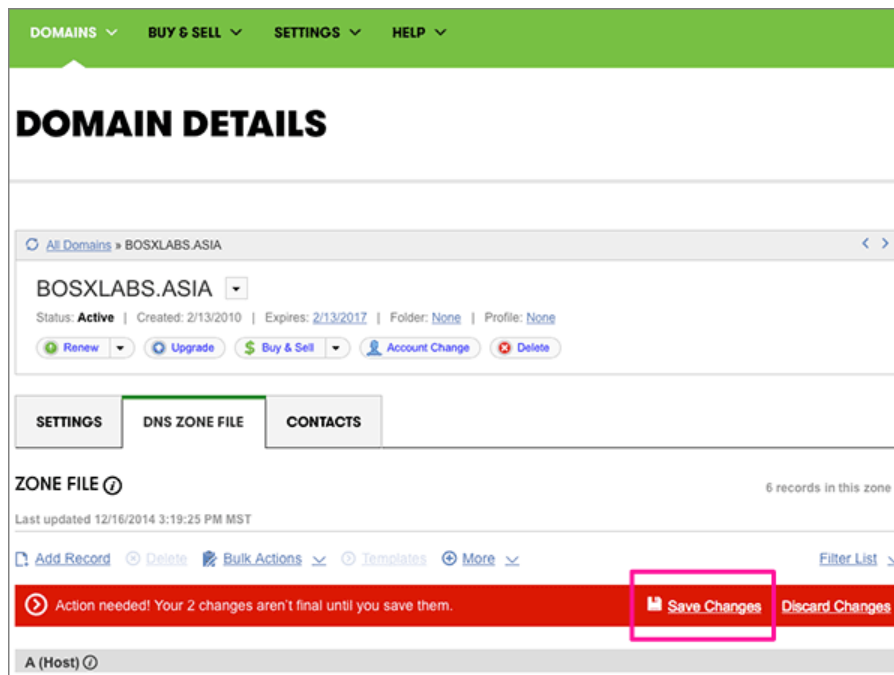 DOMAINS BUY & SELL SETTINGS HELP
DOMAIN DETAILS
All Domains » BOSXLABS.ASIA
BOSXLABS.ASIA
Status: Active | Created: 2/13/2010 | Expires: 2/13/2017 | Folder: None | Profile: None
Renew Upgrade $ Buy & Sell Account Change Delete
SETTINGS DNS ZONE FILE CONTACTS
ZONE FILE
6 records in this zone
Last updated 12/16/2014 3:19:25 PM MST
Add Record Delete Bulk Actions Templates More Filter List
Action needed! Your 2 changes aren't final until you save them. Save Changes Discard Changes
A (Host)